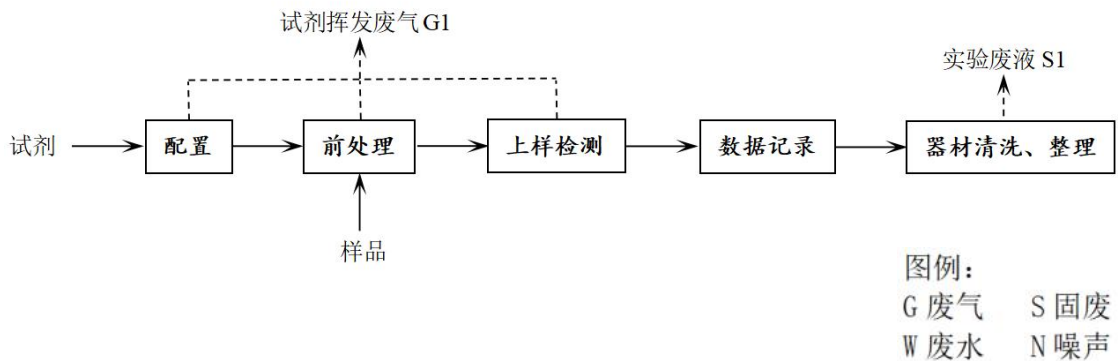 试剂挥发废气G1
实验废液 S1
试剂
配置
前处理
上样检测
数据记录
器材清洗、整理
样品
图例：
G 废气 S 固废
W 废水 N 噪声